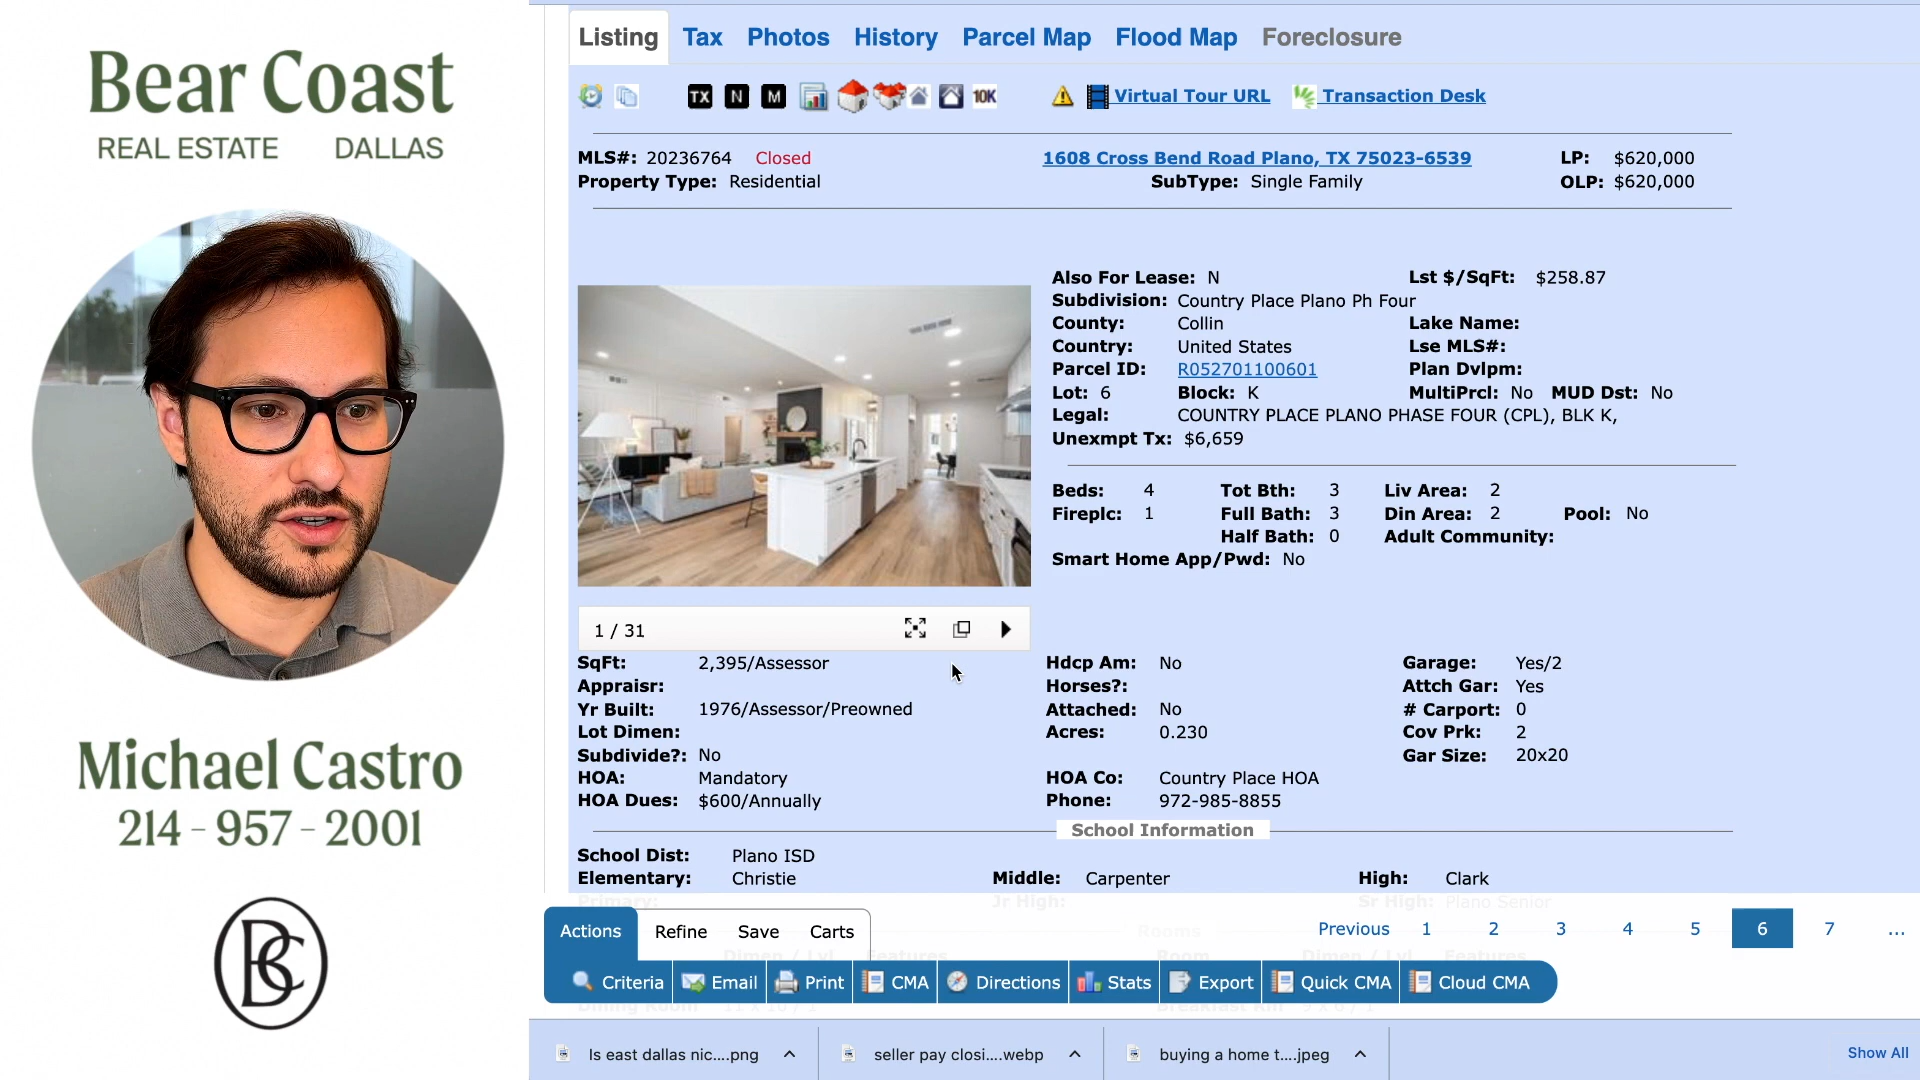 Bear Coast
REAL ESTATE DALLAS
Michael Castro
214 - 957 - 2001
BC
Listing Tax Photos History Parcel Map Flood Map Foreclosure
TX N M 10K Virtual Tour URL Transaction Desk
MLS#: 20236764 Closed 1608 Cross Bend Road Plano, TX 75023-6539 LP: $620,000
Property Type: Residential SubType: Single Family OLP: $620,000
Also For Lease: N Lst $/SqFt: $258.87
Subdivision: Country Place Plano Ph Four
County: Collin Lake Name:
Country: United States Lse MLS#:
Parcel ID: R052701100601 Plan Dvlpm:
Lot: 6 Block: K MultiPrcl: No MUD Dst: No
Legal: COUNTRY PLACE PLANO PHASE FOUR (CPL), BLK K,
Unexmpt Tx: $6,659
Beds: 4 Tot Bth: 3 Liv Area: 2
Fireplc: 1 Full Bath: 3 Din Area: 2 Pool: No
Half Bath: 0 Adult Community:
Smart Home App/Pwd: No
1 / 31
SqFt: 2,395/Assessor Hdcp Am: No Garage: Yes/2
Appraisr: Horses?: Attch Gar: Yes
Yr Built: 1976/Assessor/Preowned Attached: No # Carport: 0
Lot Dimen: Acres: 0.230 Cov Prk: 2
Subdivide?: No Gar Size: 20x20
HOA: Mandatory HOA Co: Country Place HOA
HOA Dues: $600/Annually Phone: 972-985-8855
School Information
School Dist: Plano ISD
Elementary: Christie Middle: Carpenter High: Clark
Primary: Jr High: Sr High: Plano Senior
Actions Refine Save Carts Previous 1 2 3 4 5 6 7 ...
Rooms
Criteria Email Print CMA Directions Stats Export Quick CMA Cloud CMA
Is east dallas nic....png seller pay closi....webp buying a home t....jpeg Show All